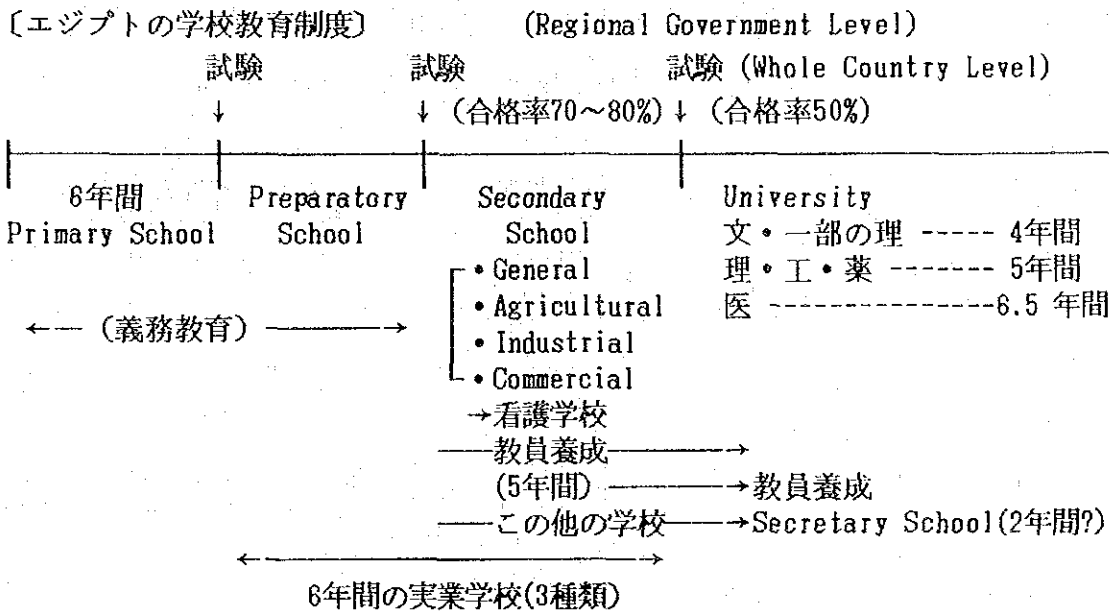 〔エジプトの学校教育制度〕 (Regional Government Level)
試験 試験 試験 (Whole Country Level)
↓ ↓ (合格率70～80%) ↓ (合格率50%)
6年間 Preparatory Secondary University
Primary School School School 文・一部の理 ----- 4年間
・General 理・工・薬 ------- 5年間
←─ (義務教育) ──→ ・Agricultural 医 ---------------6.5 年間
・Industrial
・Commercial
→看護学校
──教員養成──→
(5年間) ──→教員養成
──この他の学校──→Secretary School(2年間?)
←──→
6年間の実業学校(3種類)